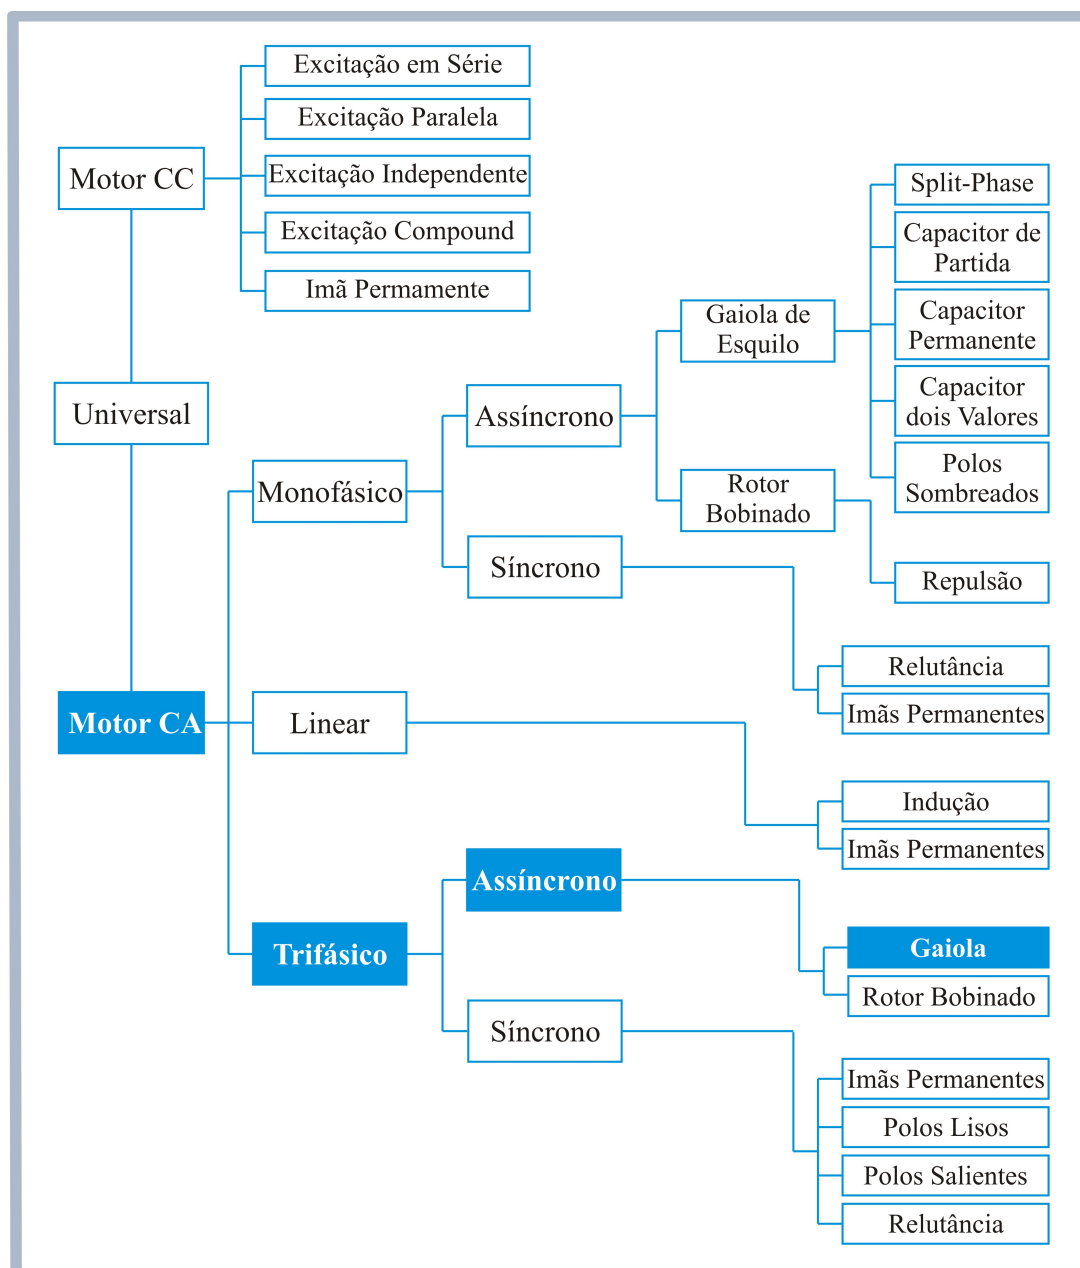 Excitação em Série
Excitação Paralela
Motor CC
Excitação Independente
Excitação Compound
Imã Permamente
Universal
Split-Phase
Capacitor de
Partida
Gaiola de
Esquilo
Capacitor
Permanente
Assíncrono
Capacitor
dois Valores
Monofásico
Rotor
Bobinado
Polos
Sombreados
Síncrono
Repulsão
Relutância
Imãs Permanentes
Motor CA
Linear
Indução
Imãs Permanentes
Assíncrono
Trifásico
Gaiola
Rotor Bobinado
Síncrono
Imãs Permanentes
Polos Lisos
Polos Salientes
Relutância